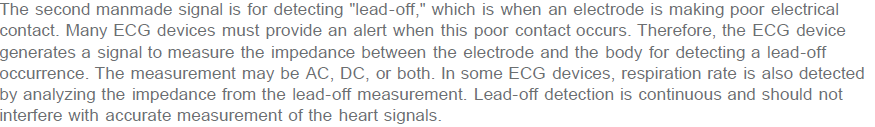 The second manmade signal is for detecting "lead-off," which is when an electrode is making poor electrical
contact. Many ECG devices must provide an alert when this poor contact occurs. Therefore, the ECG device
generates a signal to measure the impedance between the electrode and the body for detecting a lead-off
occurrence. The measurement may be AC, DC, or both. In some ECG devices, respiration rate is also detected
by analyzing the impedance from the lead-off measurement. Lead-off detection is continuous and should not
interfere with accurate measurement of the heart signals.